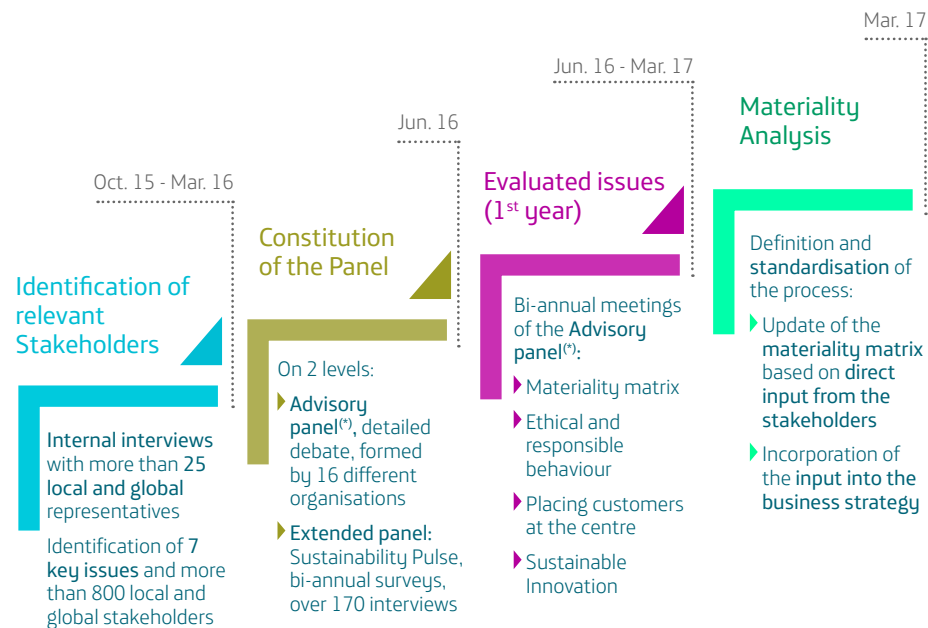 Oct. 15 - Mar. 16
Identification of
relevant
Stakeholders
Internal interviews
with more than 25
local and global
representatives
Identification of 7
key issues and more
than 800 local and
global stakeholders
Jun. 16
Constitution
of the Panel
On 2 levels:
Advisory
panel(*), detailed
debate, formed
by 16 different
organisations
Extended panel:
Sustainability Pulse,
bi-annual surveys,
over 170 interviews
Jun. 16 - Mar. 17
Evaluated issues
(1st year)
Bi-annual meetings
of the Advisory
panel(*):
Materiality matrix
Ethical and
responsible
behaviour
Placing customers
at the centre
Sustainable
Innovation
Mar. 17
Materiality
Analysis
Definition and
standardisation of
the process:
Update of the
materiality matrix
based on direct
input from the
stakeholders
Incorporation of
the input into the
business strategy